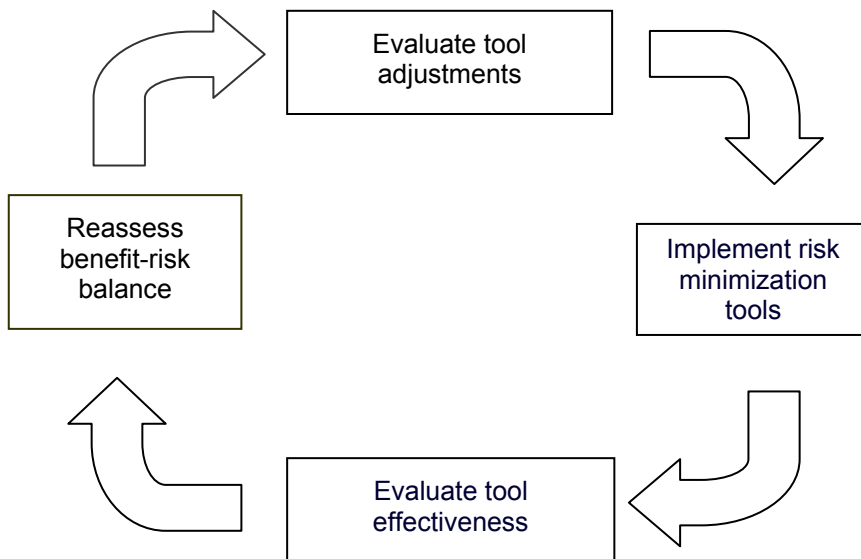 Evaluate tool
adjustments
Reassess
benefit-risk
balance
Implement risk
minimization
tools
Evaluate tool
effectiveness